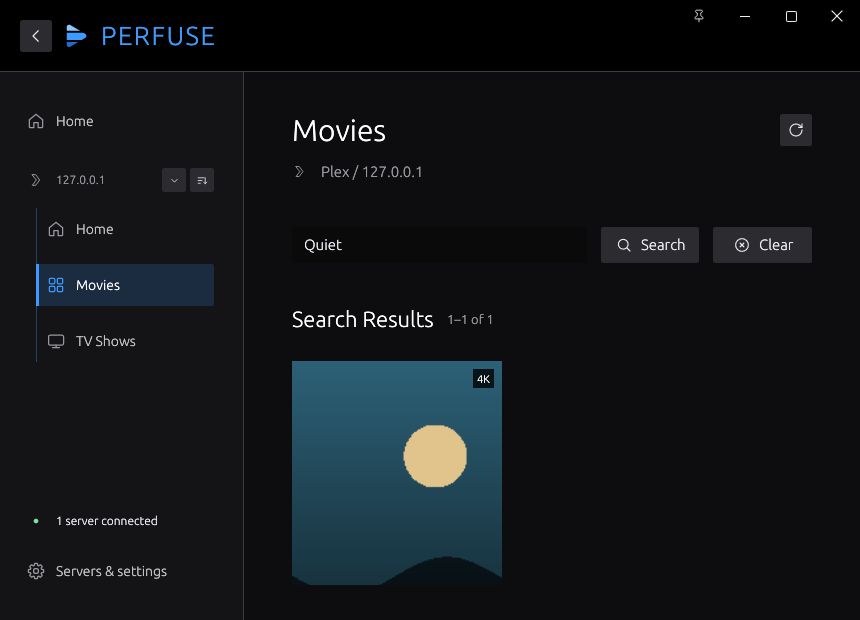 PERFUSE
Home
127.0.0.1
Home
Movies
TV Shows
1 server connected
Servers & settings
Movies
Plex / 127.0.0.1
Quiet
Search
Clear
Search Results 1–1 of 1
4K